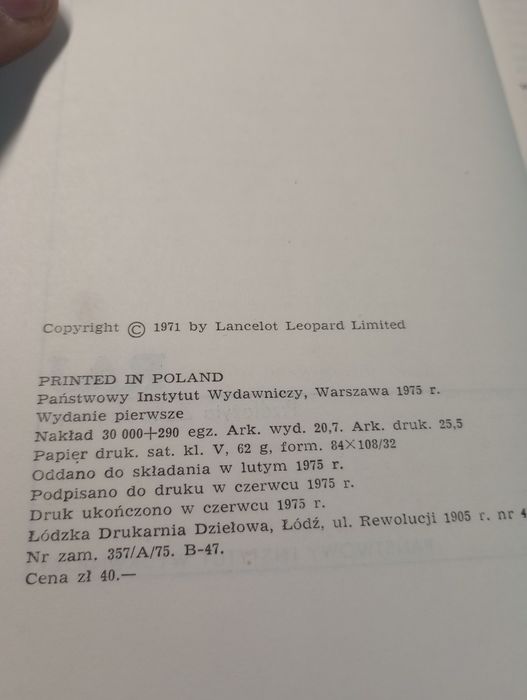 Copyright © 1971 by Lancelot Leopard Limited
PRINTED IN POLAND
Państwowy Instytut Wydawniczy, Warszawa 1975 r.
Wydanie pierwsze
Nakład 30 000+290 egz. Ark. wyd. 20,7. Ark. druk. 25,5
Papier druk. sat. kl. V, 62 g, form. 84×108/32
Oddano do składania w lutym 1975 r.
Podpisano do druku w czerwcu 1975 r.
Druk ukończono w czerwcu 1975 r.
Łódzka Drukarnia Dziełowa, Łódź, ul. Rewolucji 1905 r. nr 4
Nr zam. 357/A/75. B-47.
Cena zł 40.—